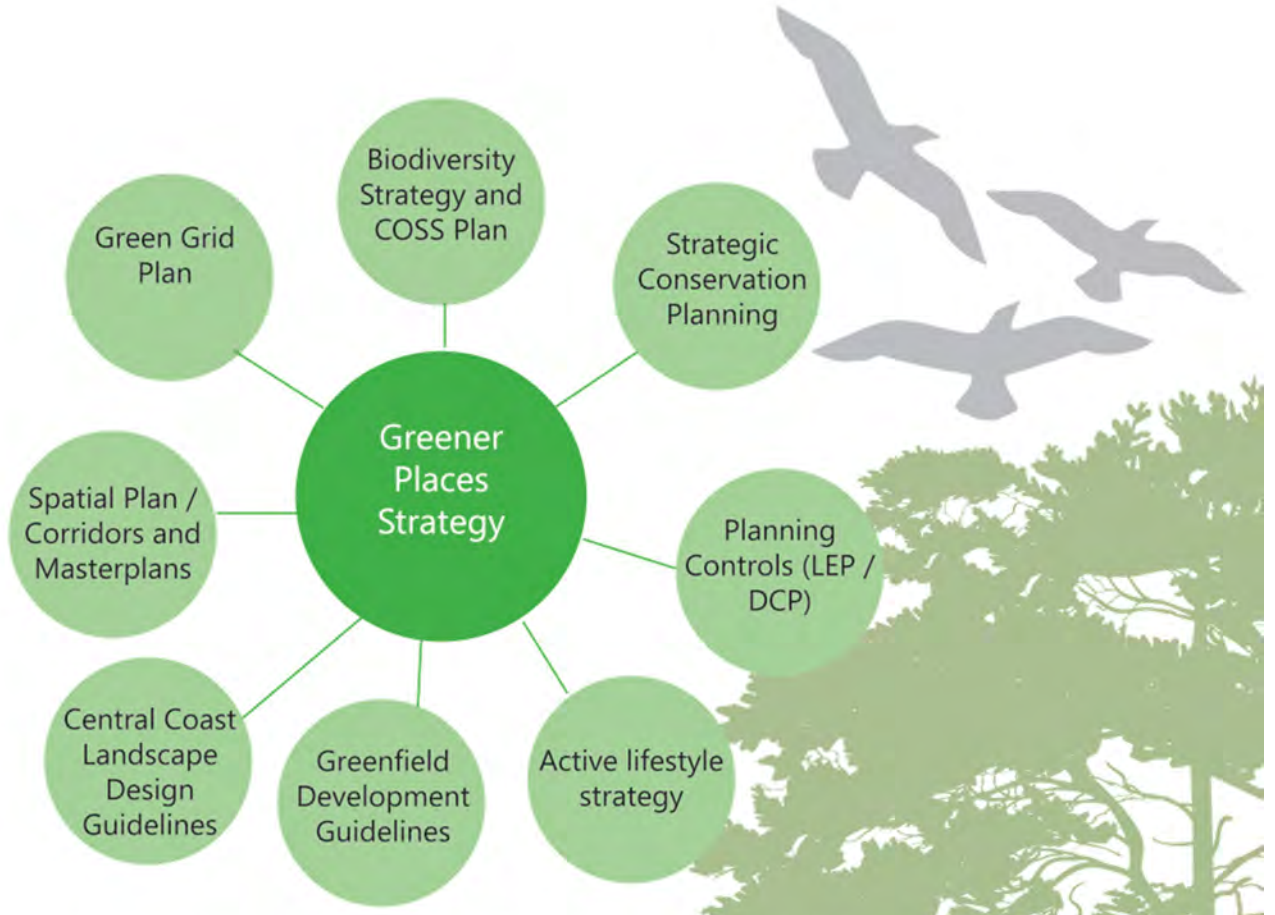 Biodiversity
Strategy and
COSS Plan
Green Grid
Plan
Strategic
Conservation
Planning
Greener
Places
Strategy
Spatial Plan /
Corridors and
Masterplans
Planning
Controls (LEP /
DCP)
Central Coast
Landscape
Design
Guidelines
Greenfield
Development
Guidelines
Active lifestyle
strategy